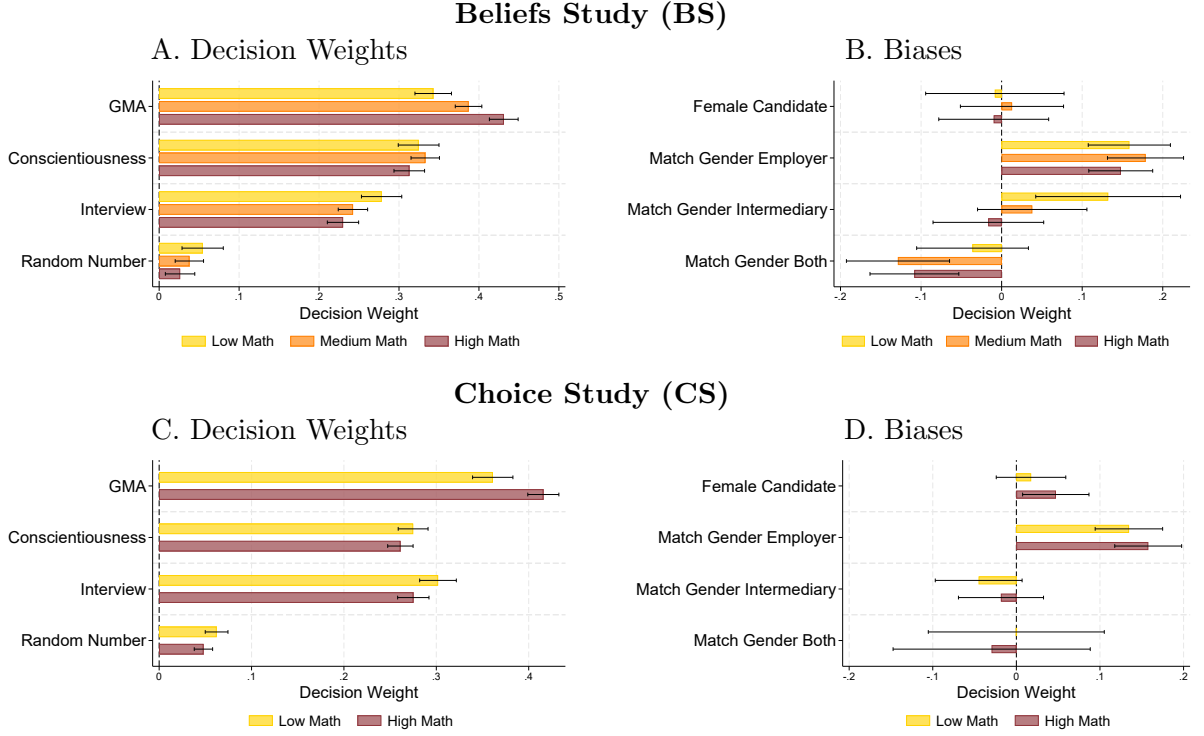 Beliefs Study (BS)
A. Decision Weights
GMA
Conscientiousness
Interview
Random Number
0 .1 .2 .3 .4 .5
Decision Weight
Low Math Medium Math High Math
B. Biases
Female Candidate
Match Gender Employer
Match Gender Intermediary
Match Gender Both
-.2 -.1 0 .1 .2
Decision Weight
Low Math Medium Math High Math
Choice Study (CS)
C. Decision Weights
GMA
Conscientiousness
Interview
Random Number
0 .1 .2 .3 .4
Decision Weight
Low Math High Math
D. Biases
Female Candidate
Match Gender Employer
Match Gender Intermediary
Match Gender Both
-.2 -.1 0 .1 .2
Decision Weight
Low Math High Math